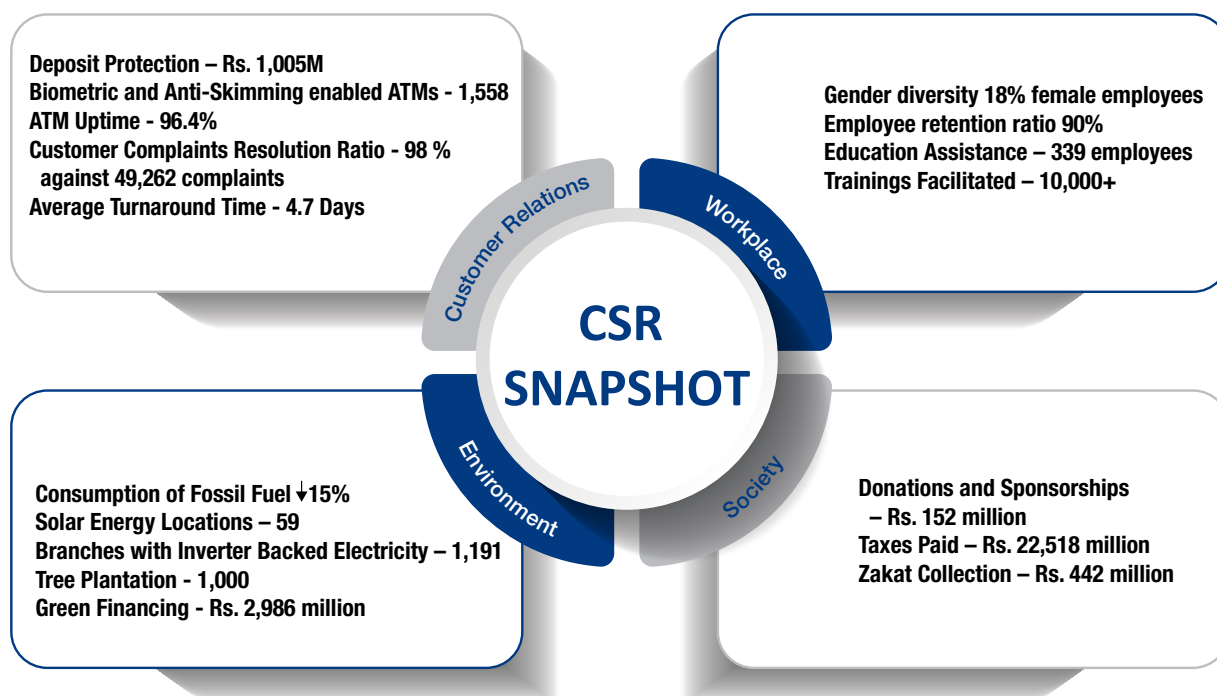 Deposit Protection – Rs. 1,005M
Biometric and Anti-Skimming enabled ATMs - 1,558
ATM Uptime - 96.4%
Customer Complaints Resolution Ratio - 98 %
against 49,262 complaints
Average Turnaround Time - 4.7 Days
Customer Relations
Gender diversity 18% female employees
Employee retention ratio 90%
Education Assistance – 339 employees
Trainings Facilitated – 10,000+
Workplace
CSR
SNAPSHOT
Consumption of Fossil Fuel ↓15%
Solar Energy Locations – 59
Branches with Inverter Backed Electricity – 1,191
Tree Plantation - 1,000
Green Financing - Rs. 2,986 million
Environment
Donations and Sponsorships
– Rs. 152 million
Taxes Paid – Rs. 22,518 million
Zakat Collection – Rs. 442 million
Society